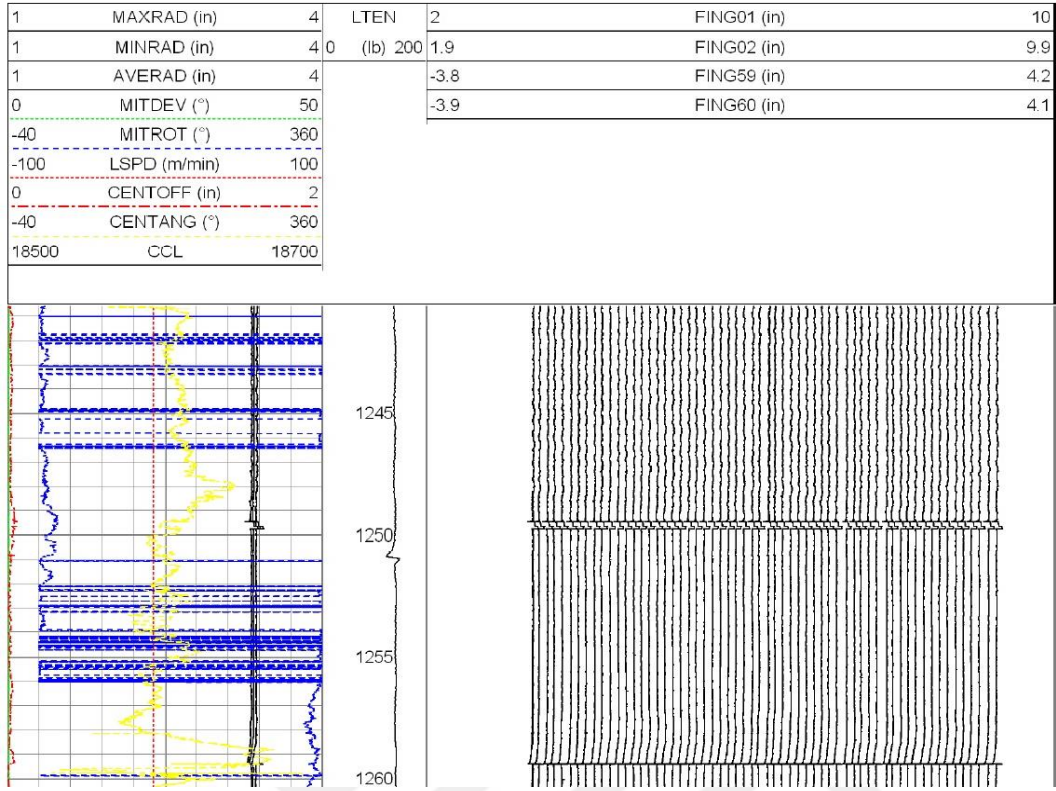 1 MAXRAD (in) 4 LTEN 2 FING01 (in) 10
1 MINRAD (in) 4 0 (lb) 200 1.9 FING02 (in) 9.9
1 AVERAD (in) 4 -3.8 FING59 (in) 4.2
0 MITDEV (°) 50 -3.9 FING60 (in) 4.1
-40 MITROT (°) 360
-100 LSPD (m/min) 100
0 CENTOFF (in) 2
-40 CENTANG (°) 360
18500 CCL 18700
1245
1250
1255
1260